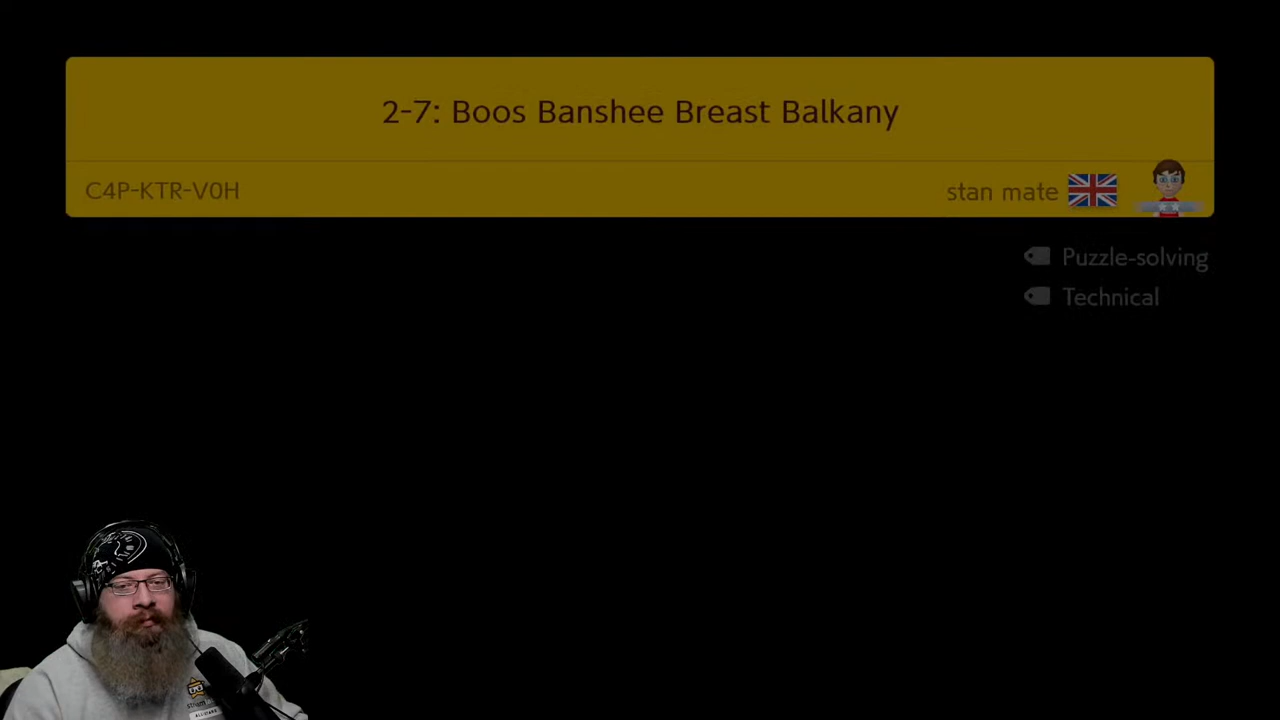 2-7: Boos Banshee Breast Balkany
C4P-KTR-V0H
stan mate
Puzzle-solving
Technical